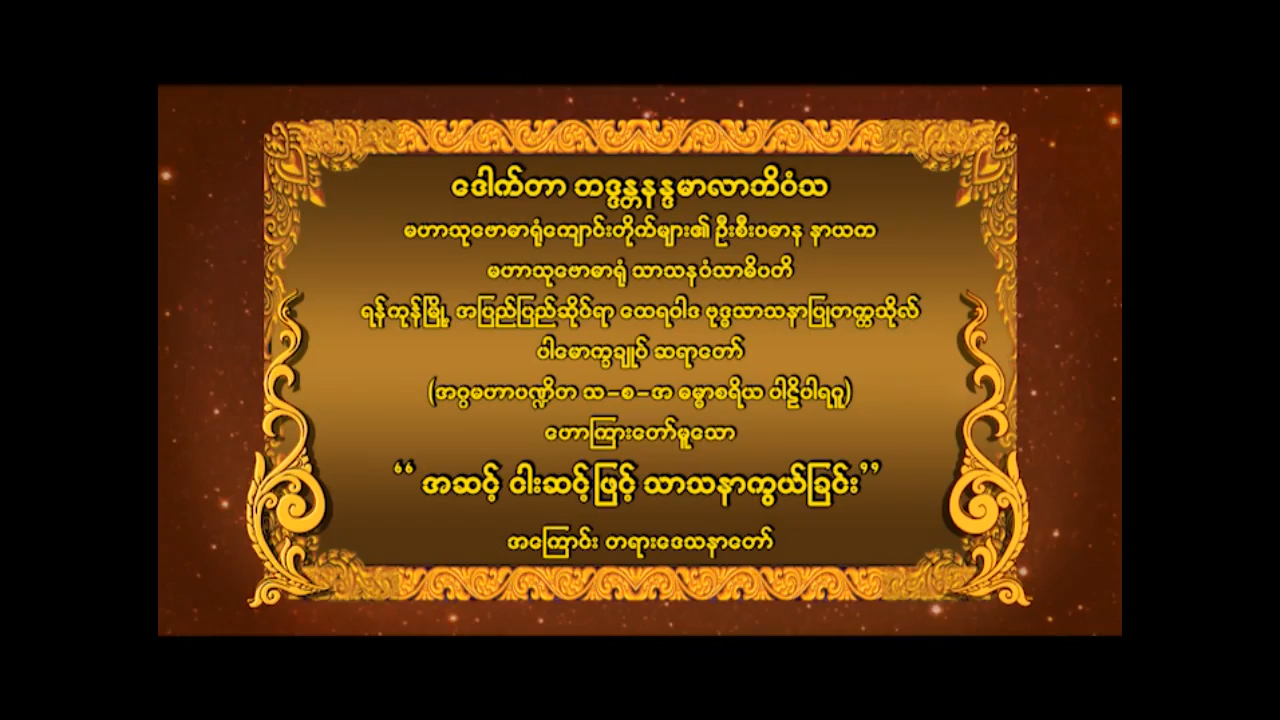 ဒေါက်တာ ဘဒ္ဒန္တနန္ဒမာလာဘိဝံသ
မဟာသုဗောဓာရုံကျောင်းတိုက်များ၏ ဦးစီးပဓာန နာယက
မဟာသုဗောဓာရုံ သာသနဝံသာဓိပတိ
ရန်ကုန်မြို့ အပြည်ပြည်ဆိုင်ရာ ထေရဝါဒ ဗုဒ္ဓသာသနာပြုတက္ကသိုလ်
ပါမောက္ခချုပ် ဆရာတော်
(အဂ္ဂမဟာပဏ္ဍိတ သ-စ-အ ဓမ္မာစရိယ ပါဠိပါရဂူ)
ဟောကြားတော်မူသော
“ အဆင့် ငါးဆင့်ဖြင့် သာသနာကွယ်ခြင်း”
အကြောင်း တရားဒေသနာတော်